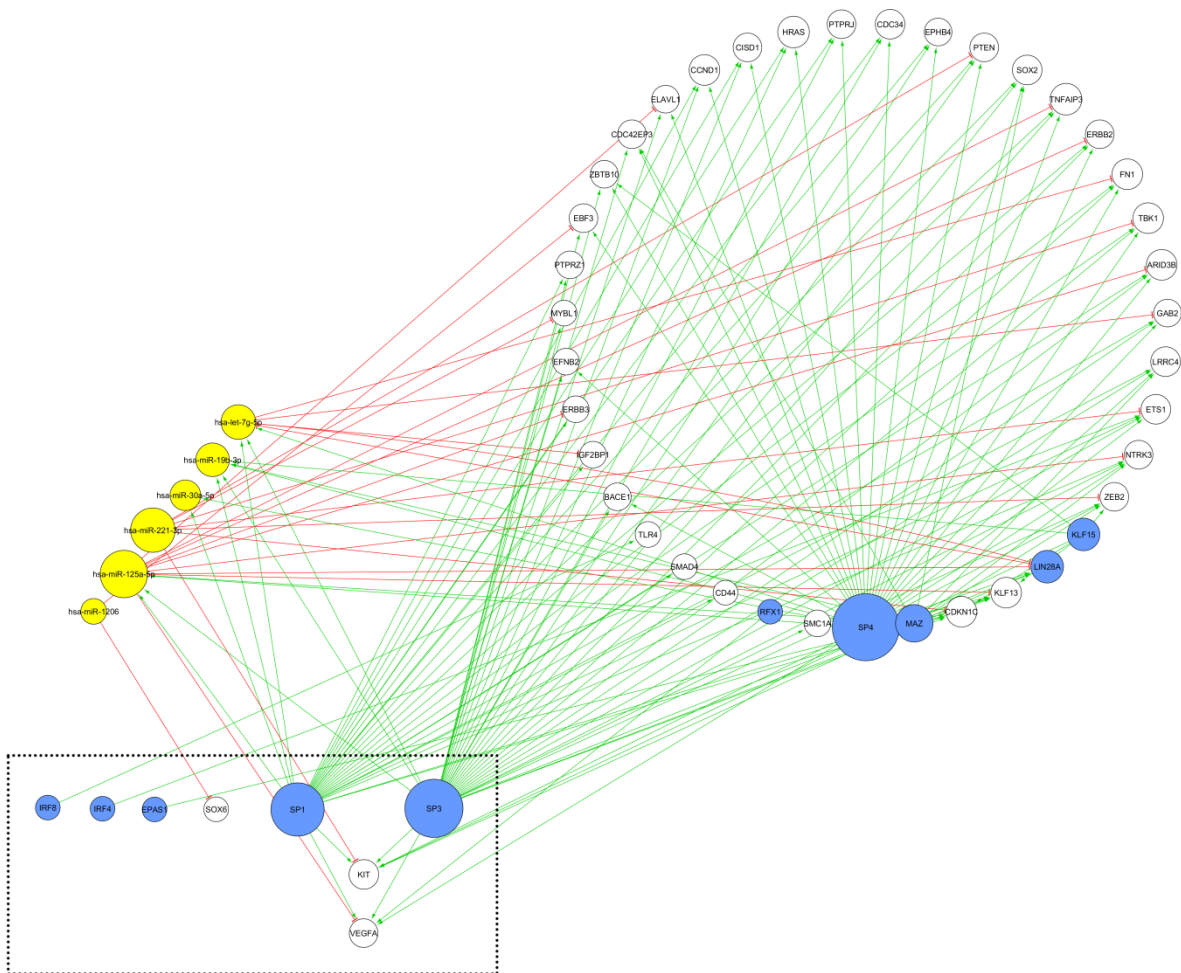 CDC34
PTPRJ
EPHB4
HRAS
CISD1
PTEN
CCND1
SOX2
ELAVL1
TNFAIP3
CDC42EP3
ERBB2
ZBTB10
FN1
EBF3
TBK1
PTPRZ1
ARID3B
MYBL1
GAB2
EFNB2
LRRC4
ERBB3
ETS1
hsa-let-7g-5p
IGF2BP1
NTRK3
hsa-miR-19b-3p
hsa-miR-30a-5p
BACE1
ZEB2
hsa-miR-221-3p
TLR4
KLF15
SMAD4
LIN28A
hsa-miR-125a-5p
CD44
KLF13
hsa-miR-1206
RFX1
CDKN1C
SMC1A
SP4
MAZ
IRF8
IRF4
EPAS1
SOX6
SP1
SP3
KIT
VEGFA